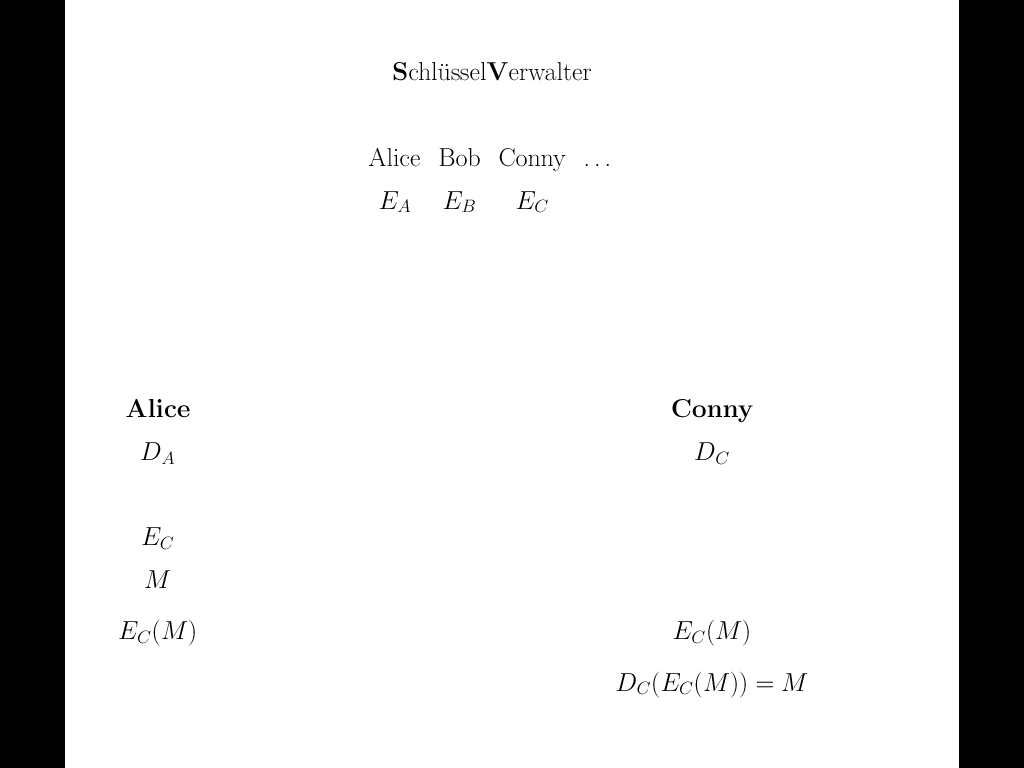 SchlüsselVerwalter
Alice Bob Conny ...
E_A E_B E_C
Alice Conny
D_A D_C
E_C
M
E_C(M) E_C(M)
D_C(E_C(M)) = M